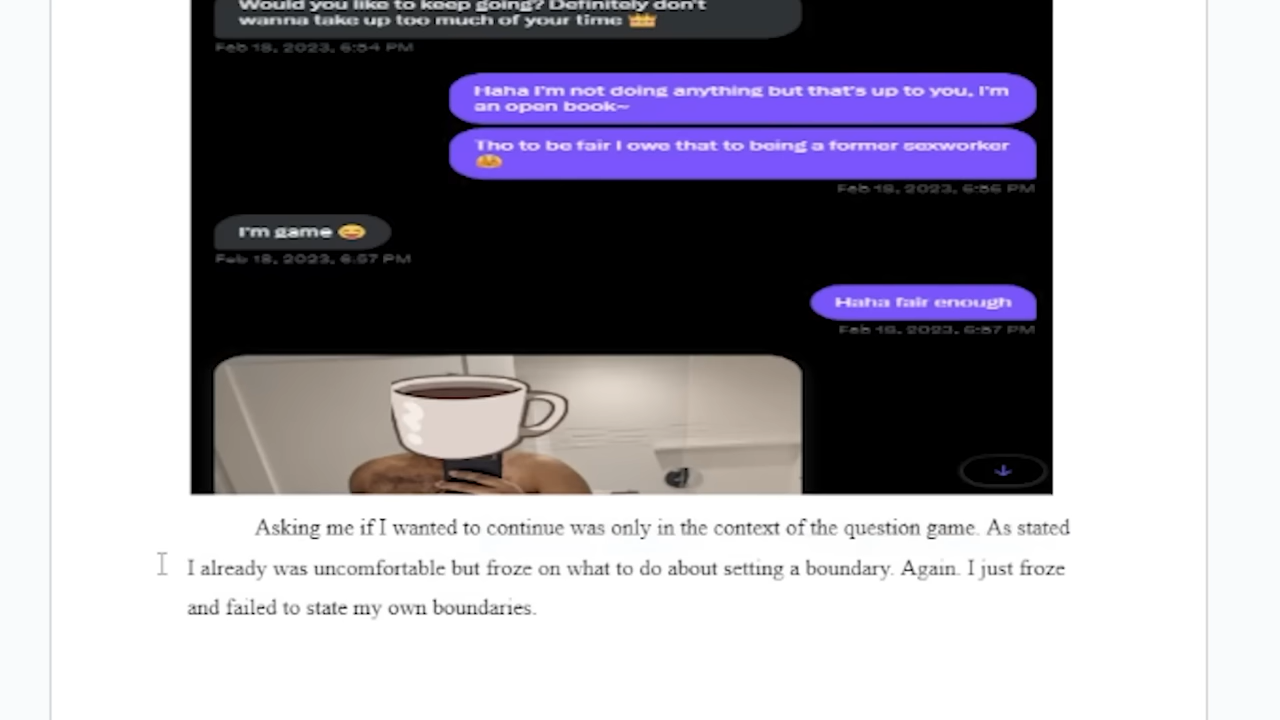 Would you like to keep going? Definitely don't
wanna take up too much of your time 👑
Feb 18, 2023, 6:54 PM
Haha I'm not doing anything but that's up to you, I'm
an open book~
Tho to be fair I owe that to being a former sexworker
Feb 18, 2023, 6:56 PM
I'm game 😄
Feb 18, 2023, 6:57 PM
Haha fair enough
Feb 18, 2023, 6:57 PM
Asking me if I wanted to continue was only in the context of the question game. As stated
I already was uncomfortable but froze on what to do about setting a boundary. Again. I just froze
and failed to state my own boundaries.